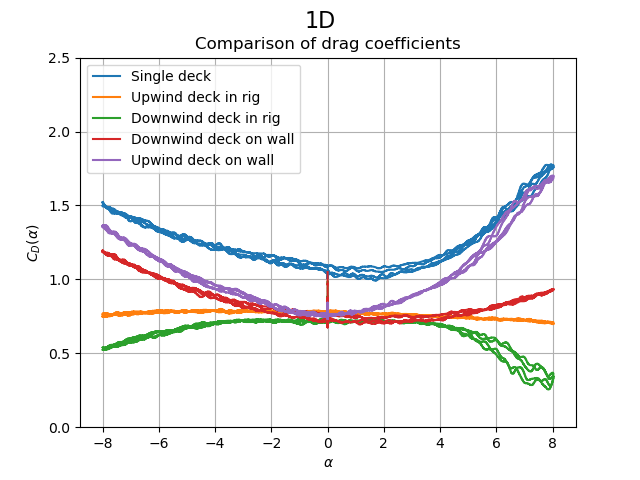 1D
Comparison of drag coefficients
Single deck
Upwind deck in rig
Downwind deck in rig
Downwind deck on wall
Upwind deck on wall
2.5
2.0
1.5
1.0
0.5
0.0
C_D(α)
−8 −6 −4 −2 0 2 4 6 8
α